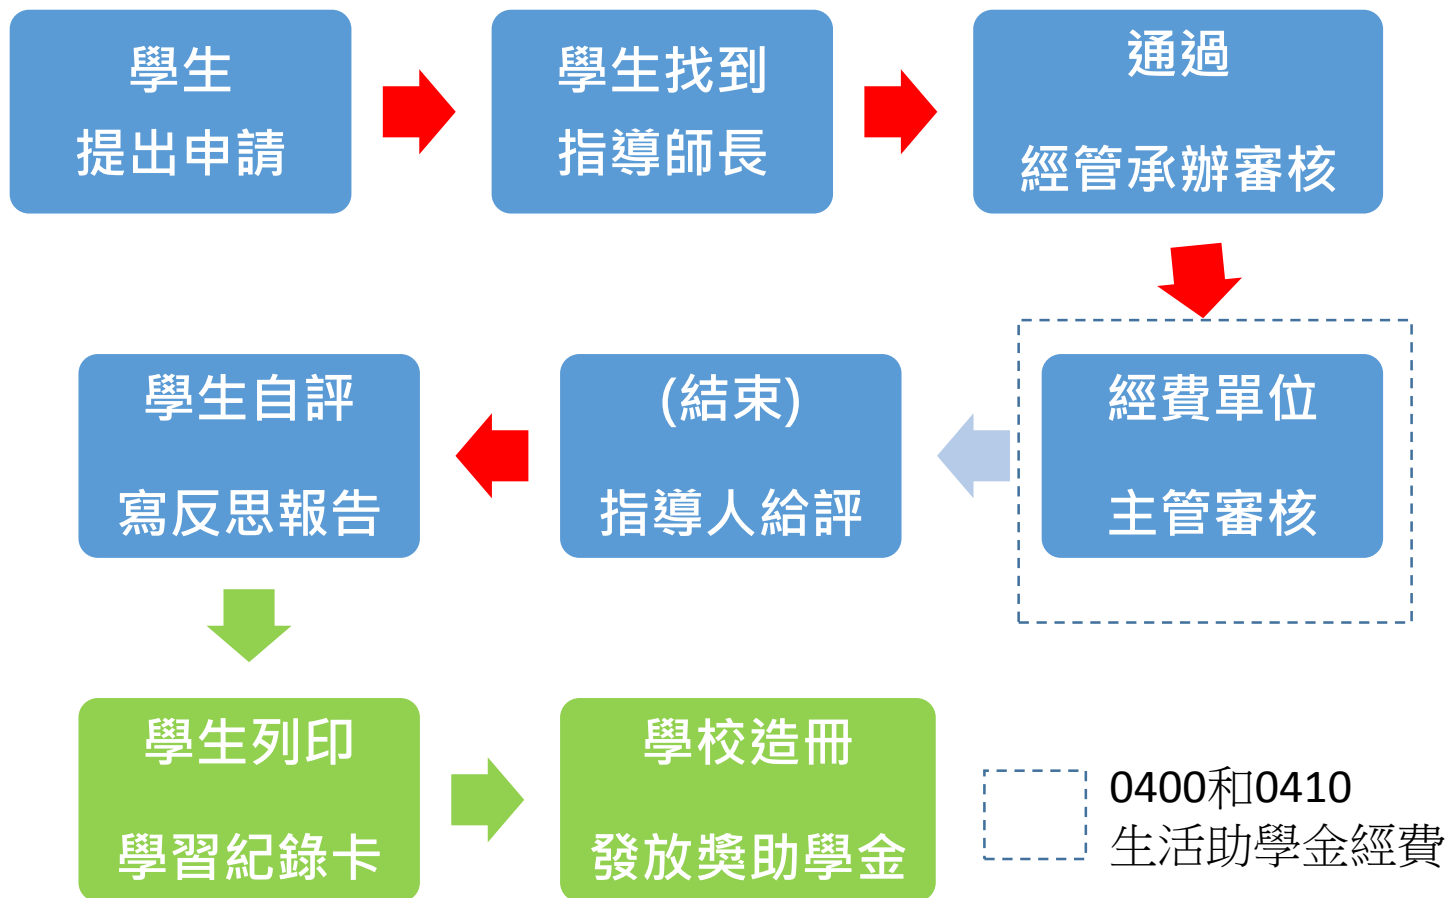 學生
提出申請
學生找到
指導師長
通過
經管承辦審核
經費單位
主管審核
(結束)
指導人給評
學生自評
寫反思報告
學生列印
學習紀錄卡
學校造冊
發放獎助學金
0400和0410
生活助學金經費